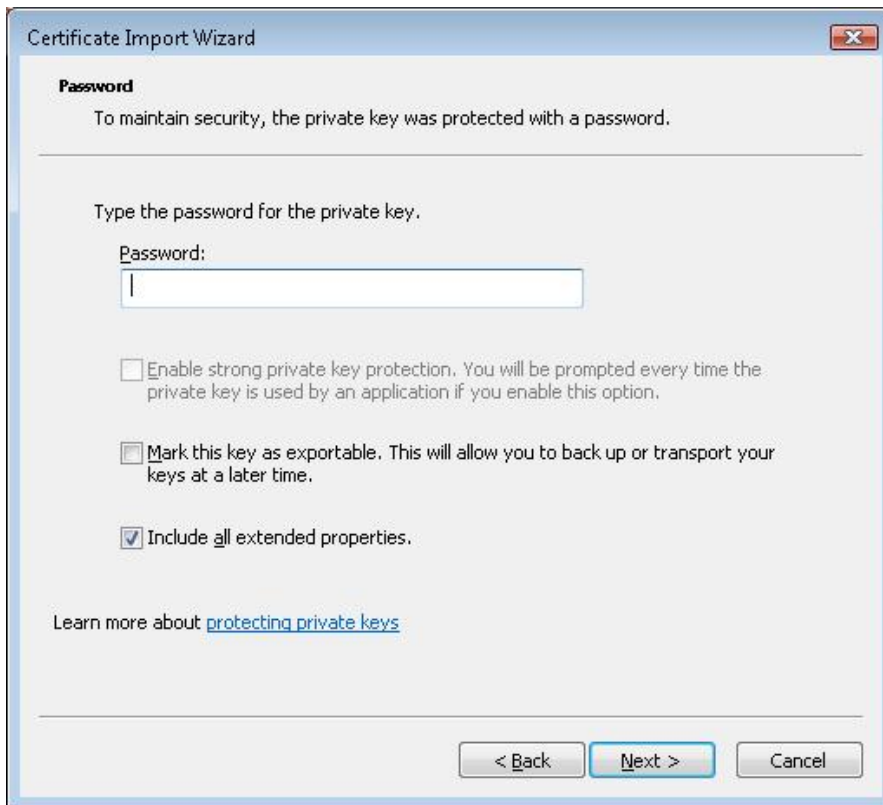 Certificate Import Wizard
Password
To maintain security, the private key was protected with a password.
Type the password for the private key.
Password:
Enable strong private key protection. You will be prompted every time the
private key is used by an application if you enable this option.
Mark this key as exportable. This will allow you to back up or transport your
keys at a later time.
Include all extended properties.
Learn more about protecting private keys
< Back Next > Cancel